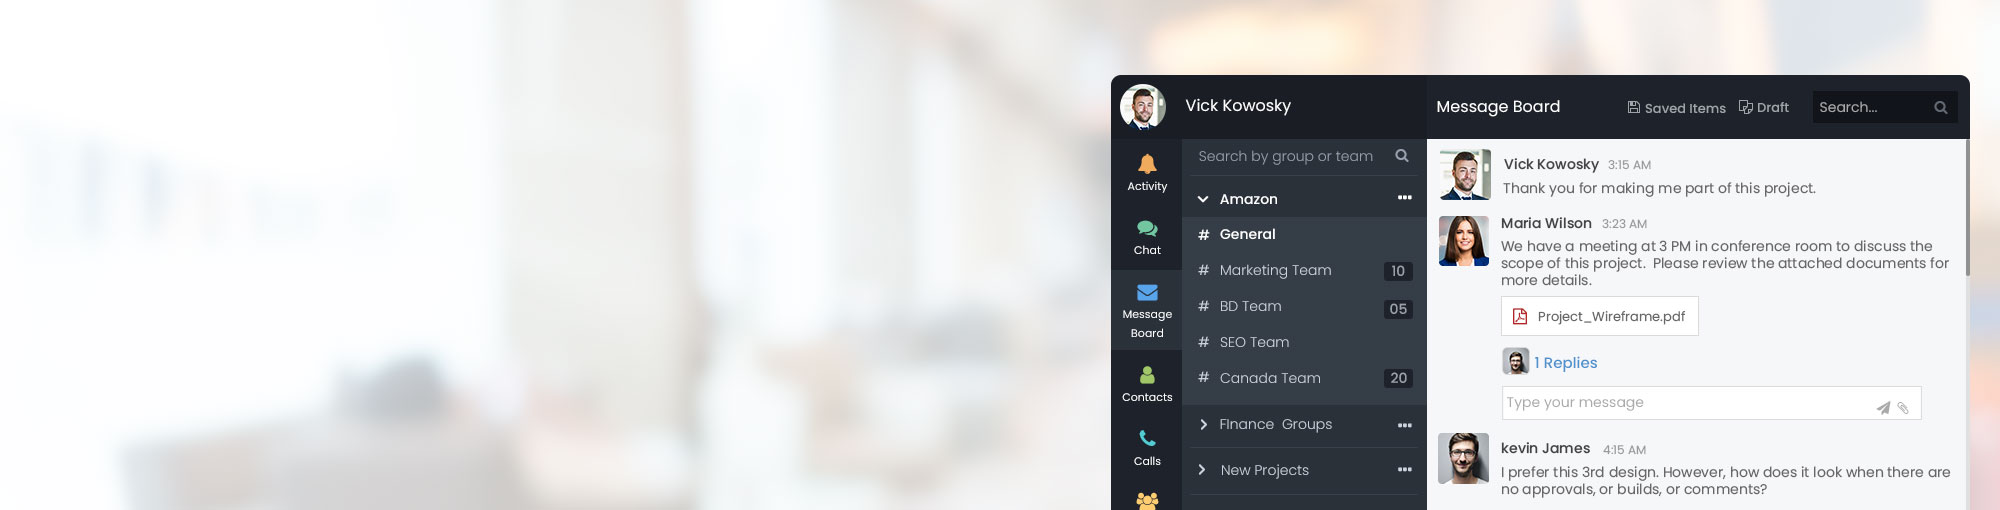 Vick Kowosky
Message Board
Saved Items
Draft
Search...
Activity
Chat
Message
Board
Contacts
Calls
Search by group or team
Amazon
# General
# Marketing Team 10
# BD Team 05
# SEO Team
# Canada Team 20
FInance Groups
New Projects
Vick Kowosky 3:15 AM
Thank you for making me part of this project.
Maria Wilson 3:23 AM
We have a meeting at 3 PM in conference room to discuss the
scope of this project. Please review the attached documents for
more details.
Project_Wireframe.pdf
1 Replies
Type your message
kevin James 4:15 AM
I prefer this 3rd design. However, how does it look when there are
no approvals, or builds, or comments?